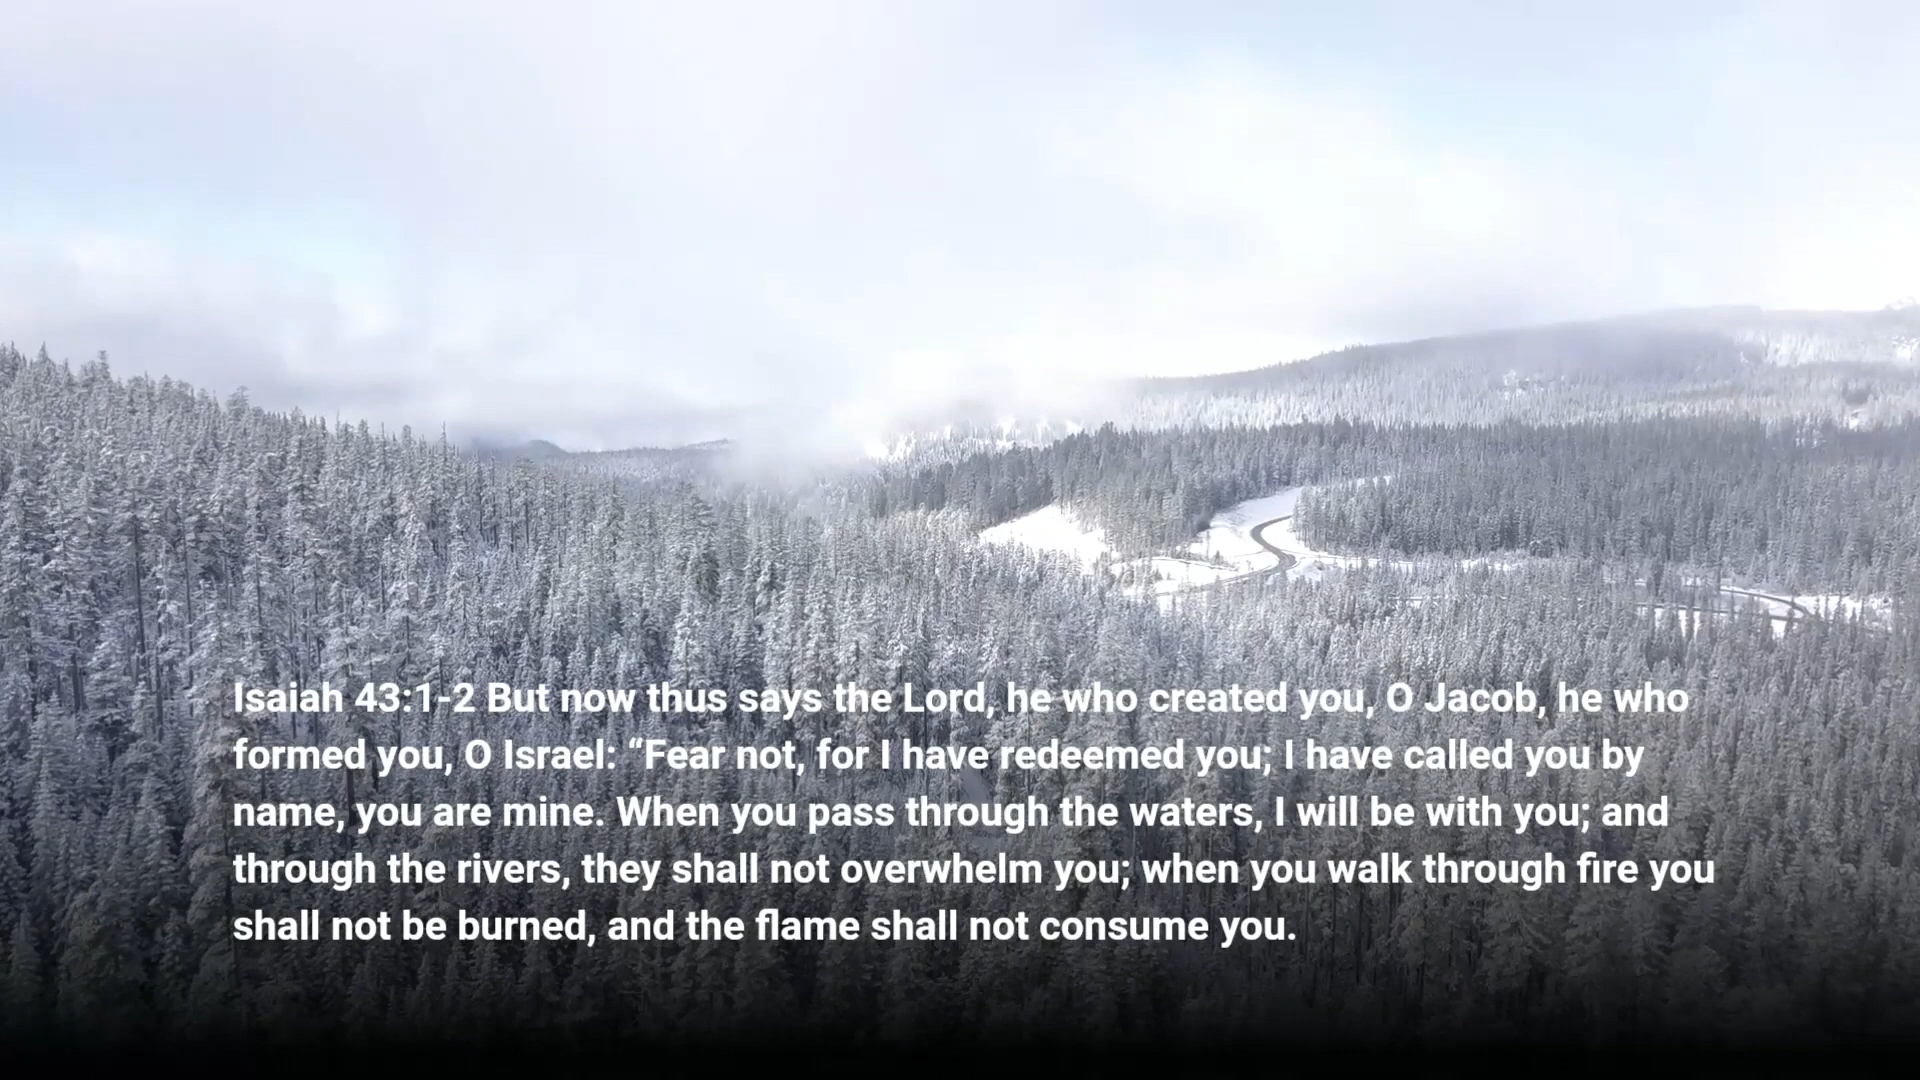 Isaiah 43:1-2 But now thus says the Lord, he who created you, O Jacob, he who
formed you, O Israel: “Fear not, for I have redeemed you; I have called you by
name, you are mine. When you pass through the waters, I will be with you; and
through the rivers, they shall not overwhelm you; when you walk through fire you
shall not be burned, and the flame shall not consume you.